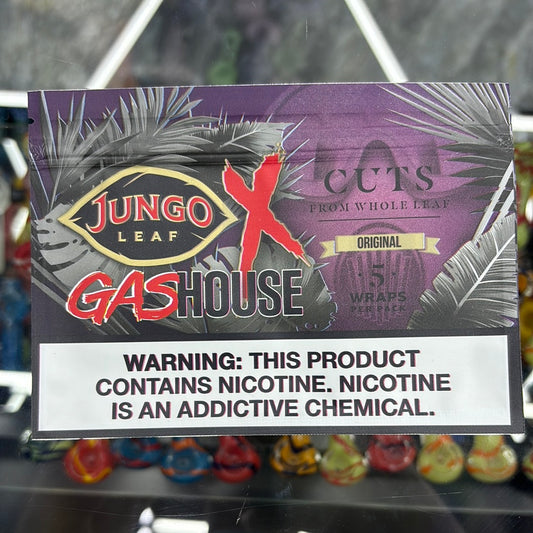 JUNGO
LEAF
X
GASHOUSE
CUTS
FROM WHOLE LEAF
ORIGINAL
5
WRAPS
PER PACK
WARNING: THIS PRODUCT
CONTAINS NICOTINE. NICOTINE
IS AN ADDICTIVE CHEMICAL.